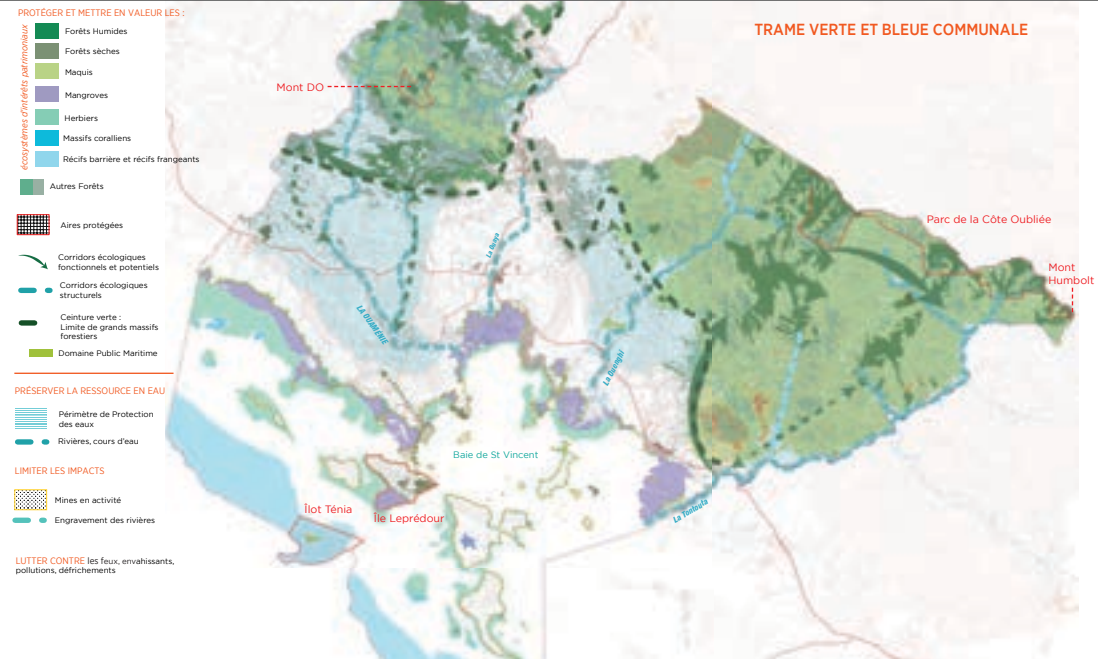 PROTÉGER ET METTRE EN VALEUR LES :
écosystèmes d'intérêts patrimoniaux
Forêts Humides
Forêts sèches
Maquis
Mangroves
Herbiers
Massifs coralliens
Récifs barrière et récifs frangeants
Autres Forêts
Aires protégées
Corridors écologiques
fonctionnels et potentiels
Corridors écologiques
structurels
Ceinture verte :
Limite de grands massifs
forestiers
Domaine Public Maritime
PRÉSERVER LA RESSOURCE EN EAU
Périmètre de Protection
des eaux
Rivières, cours d'eau
LIMITER LES IMPACTS
Mines en activité
Engravement des rivières
LUTTER CONTRE les feux, envahissants,
pollutions, défrichements
TRAME VERTE ET BLEUE COMMUNALE
Mont DO
Parc de la Côte Oubliée
Mont
Humbolt
La Ouya
LA OUAMENIE
La Ouenghi
Baie de St Vincent
Îlot Ténia
Île Leprédour
La Tontouta